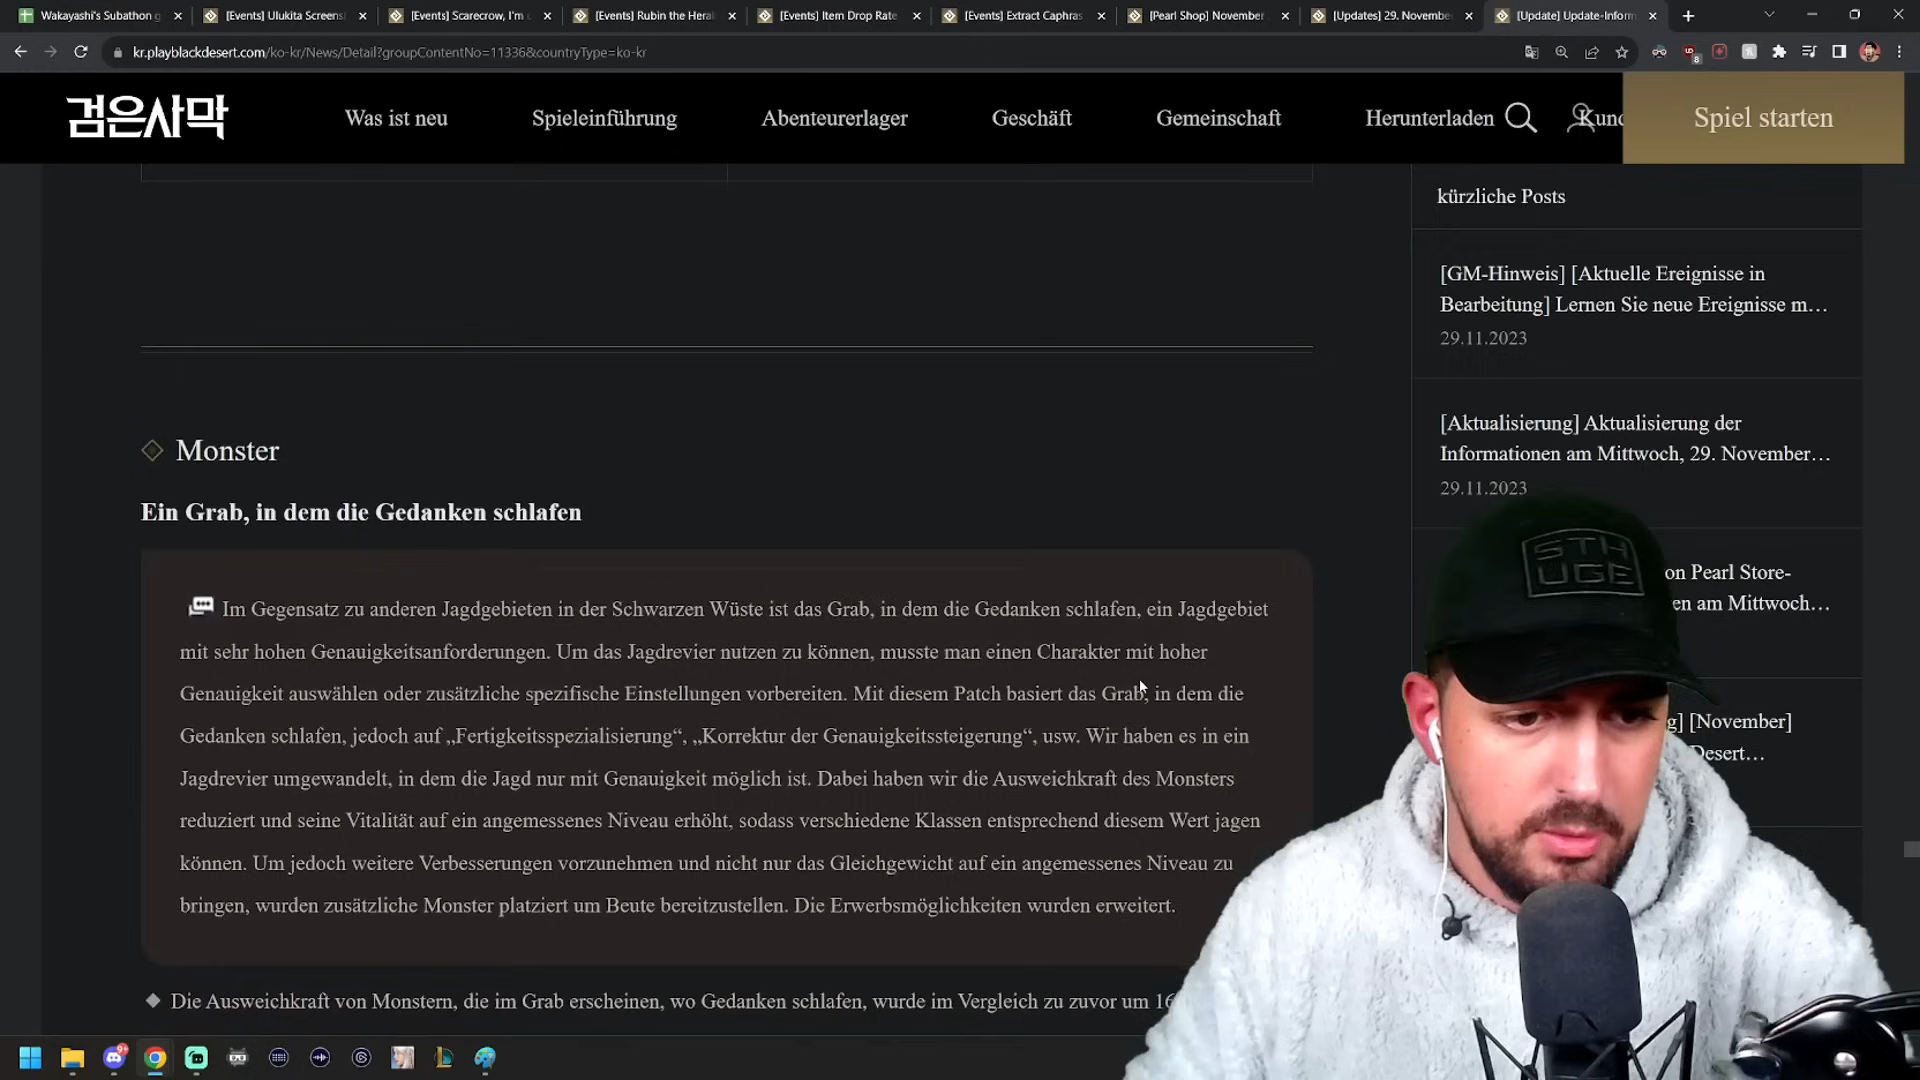 Wakayashi's Subathon g
[Events] Ulukita Screens
[Events] Scarecrow, I'm
[Events] Rubin the Heral
[Events] Item Drop Rate
[Events] Extract Caphras
[Pearl Shop] November
[Updates] 29. Novembe
[Update] Update-Inform
kr.playblackdesert.com/ko-kr/News/Detail?groupContentNo=11336&countryType=ko-kr
검은사막
Was ist neu
Spieleinführung
Abenteurerlager
Geschäft
Gemeinschaft
Herunterladen
Kund
Spiel starten
kürzliche Posts
[GM-Hinweis] [Aktuelle Ereignisse in
Bearbeitung] Lernen Sie neue Ereignisse m…
29.11.2023
[Aktualisierung] Aktualisierung der
Informationen am Mittwoch, 29. November…
29.11.2023
on Pearl Store-
en am Mittwoch…
g] [November]
Desert…
Monster
Ein Grab, in dem die Gedanken schlafen
Im Gegensatz zu anderen Jagdgebieten in der Schwarzen Wüste ist das Grab, in dem die Gedanken schlafen, ein Jagdgebiet
mit sehr hohen Genauigkeitsanforderungen. Um das Jagdrevier nutzen zu können, musste man einen Charakter mit hoher
Genauigkeit auswählen oder zusätzliche spezifische Einstellungen vorbereiten. Mit diesem Patch basiert das Grab, in dem die
Gedanken schlafen, jedoch auf „Fertigkeitsspezialisierung“, „Korrektur der Genauigkeitssteigerung“, usw. Wir haben es in ein
Jagdrevier umgewandelt, in dem die Jagd nur mit Genauigkeit möglich ist. Dabei haben wir die Ausweichkraft des Monsters
reduziert und seine Vitalität auf ein angemessenes Niveau erhöht, sodass verschiedene Klassen entsprechend diesem Wert jagen
können. Um jedoch weitere Verbesserungen vorzunehmen und nicht nur das Gleichgewicht auf ein angemessenes Niveau zu
bringen, wurden zusätzliche Monster platziert um Beute bereitzustellen. Die Erwerbsmöglichkeiten wurden erweitert.
Die Ausweichkraft von Monstern, die im Grab erscheinen, wo Gedanken schlafen, wurde im Vergleich zu zuvor um 16
STH
UGE